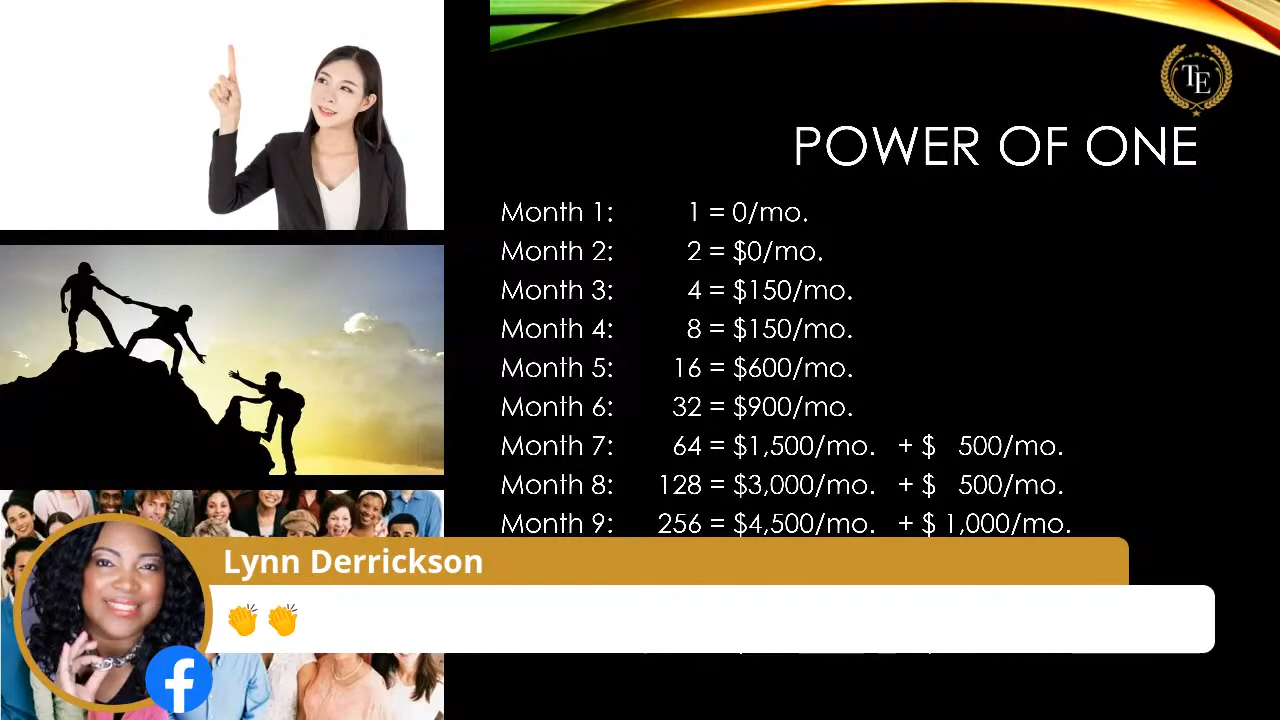 TE
POWER OF ONE
Month 1: 1 = 0/mo.
Month 2: 2 = $0/mo.
Month 3: 4 = $150/mo.
Month 4: 8 = $150/mo.
Month 5: 16 = $600/mo.
Month 6: 32 = $900/mo.
Month 7: 64 = $1,500/mo. + $ 500/mo.
Month 8: 128 = $3,000/mo. + $ 500/mo.
Month 9: 256 = $4,500/mo. + $ 1,000/mo.
Lynn Derrickson
👏 👏